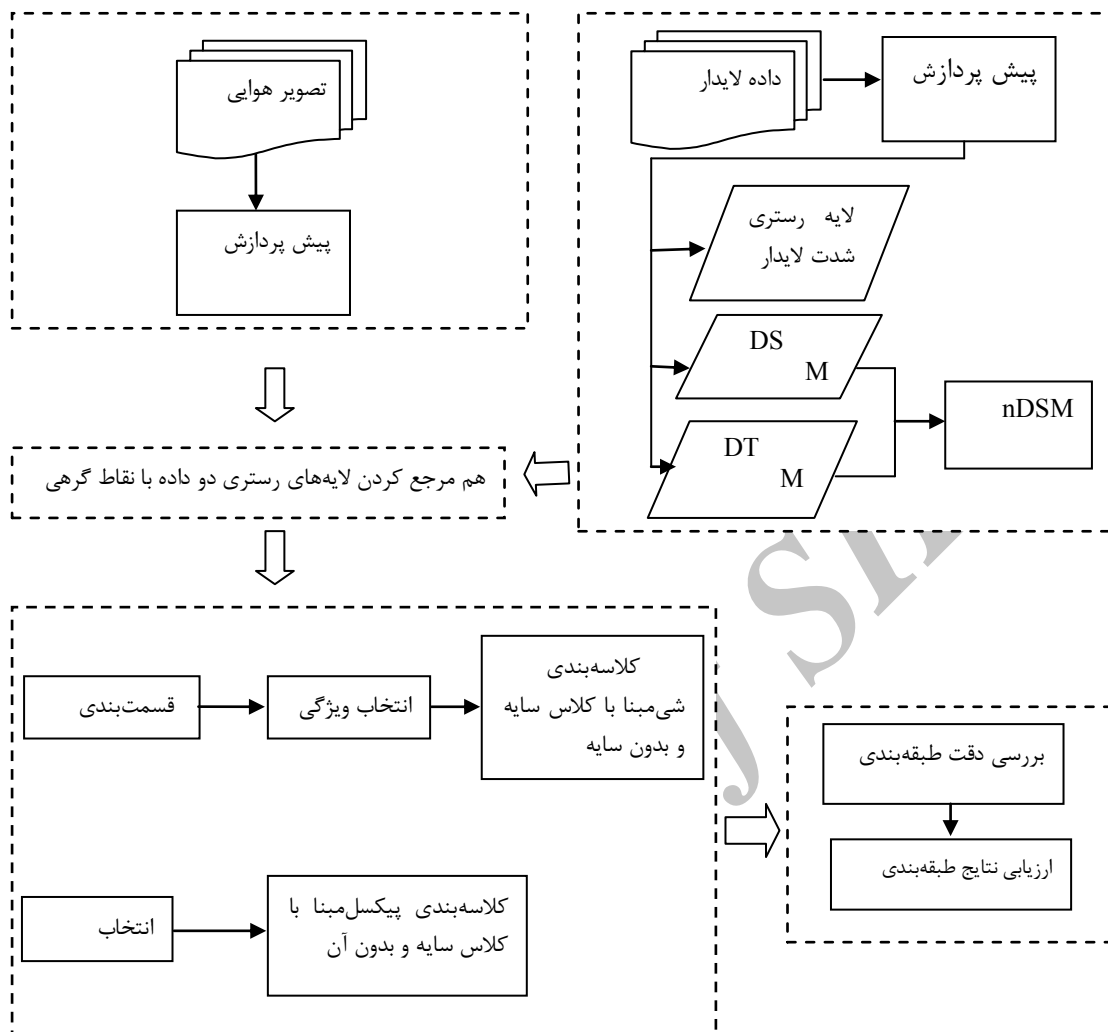 تصویر هوایی
پیش پردازش
داده لایدار
پیش پردازش
لایه رستری
شدت لایدار
DS
M
DT
M
nDSM
هم مرجع کردن لایه‌های رستری دو داده با نقاط گرهی
قسمت‌بندی
انتخاب ویژگی
کلاسه‌بندی
شی‌مبنا با کلاس سایه
و بدون سایه
انتخاب
کلاسه‌بندی پیکسل‌مبنا با
کلاس سایه و بدون آن
بررسی دقت طبقه‌بندی
ارزیابی نتایج طبقه‌بندی